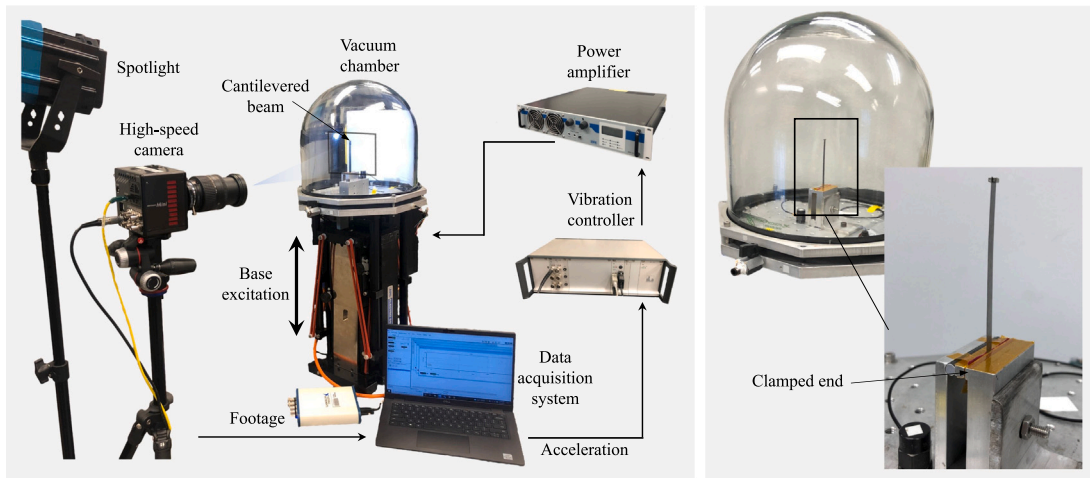 Spotlight
High-speed
camera
Cantilevered
beam
Vacuum
chamber
Power
amplifier
Vibration
controller
Base
excitation
Data
acquisition
system
Footage
Acceleration
Clamped end